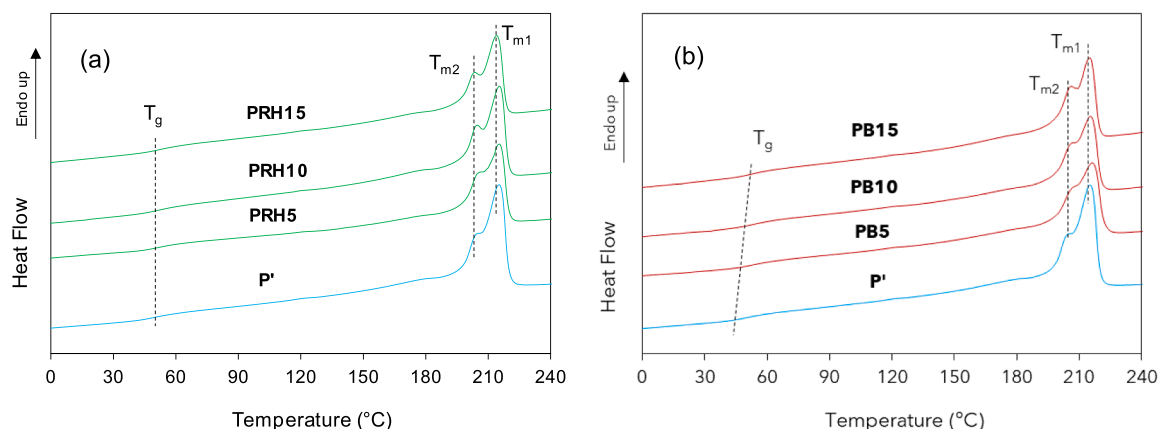 (a)
Endo up
Heat Flow
Tg
Tm2
Tm1
PRH15
PRH10
PRH5
P'
0 30 60 90 120 150 180 210 240
Temperature (°C)
(b)
Endo up
Heat Flow
Tg
Tm2
Tm1
PB15
PB10
PB5
P'
0 30 60 90 120 150 180 210 240
Temperature (°C)